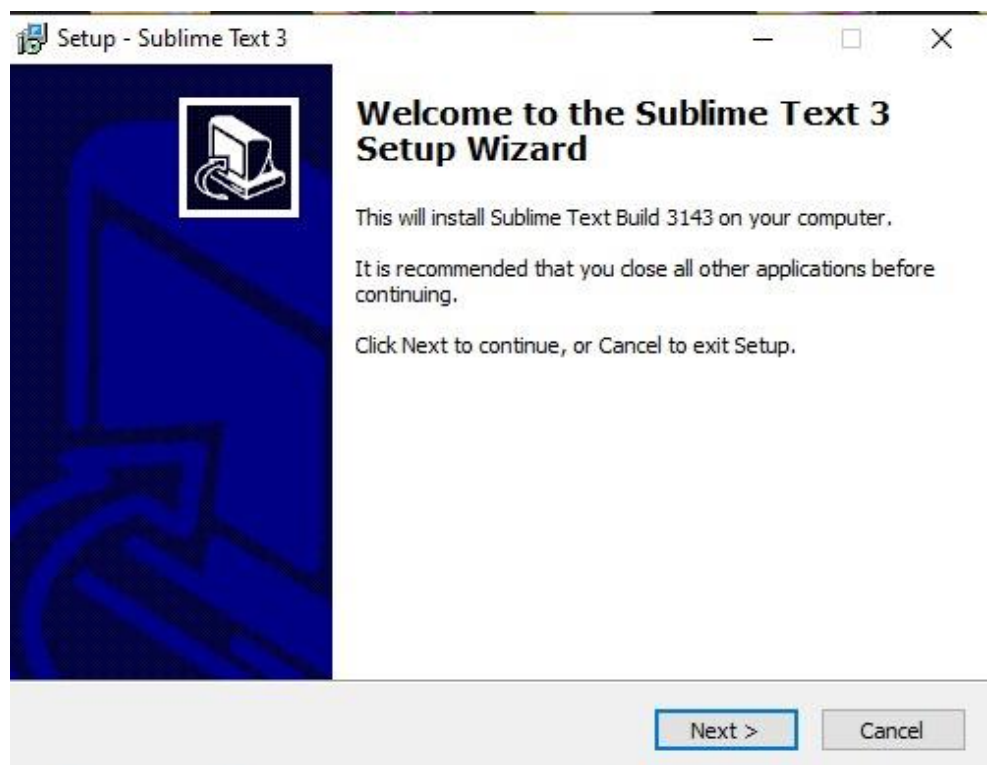 Setup - Sublime Text 3
Welcome to the Sublime Text 3
Setup Wizard
This will install Sublime Text Build 3143 on your computer.
It is recommended that you close all other applications before
continuing.
Click Next to continue, or Cancel to exit Setup.
Next >
Cancel